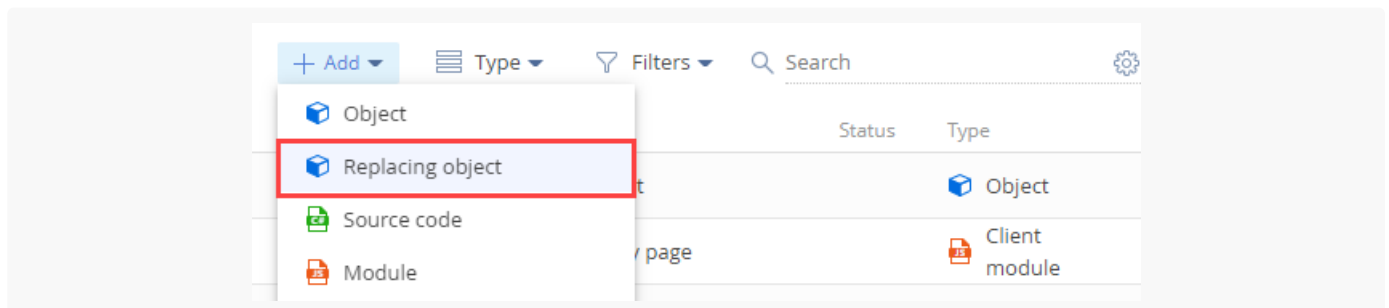 Add Type Filters Search
Object
Status Type
Replacing object
t Object
Source code
y page Client module
Module